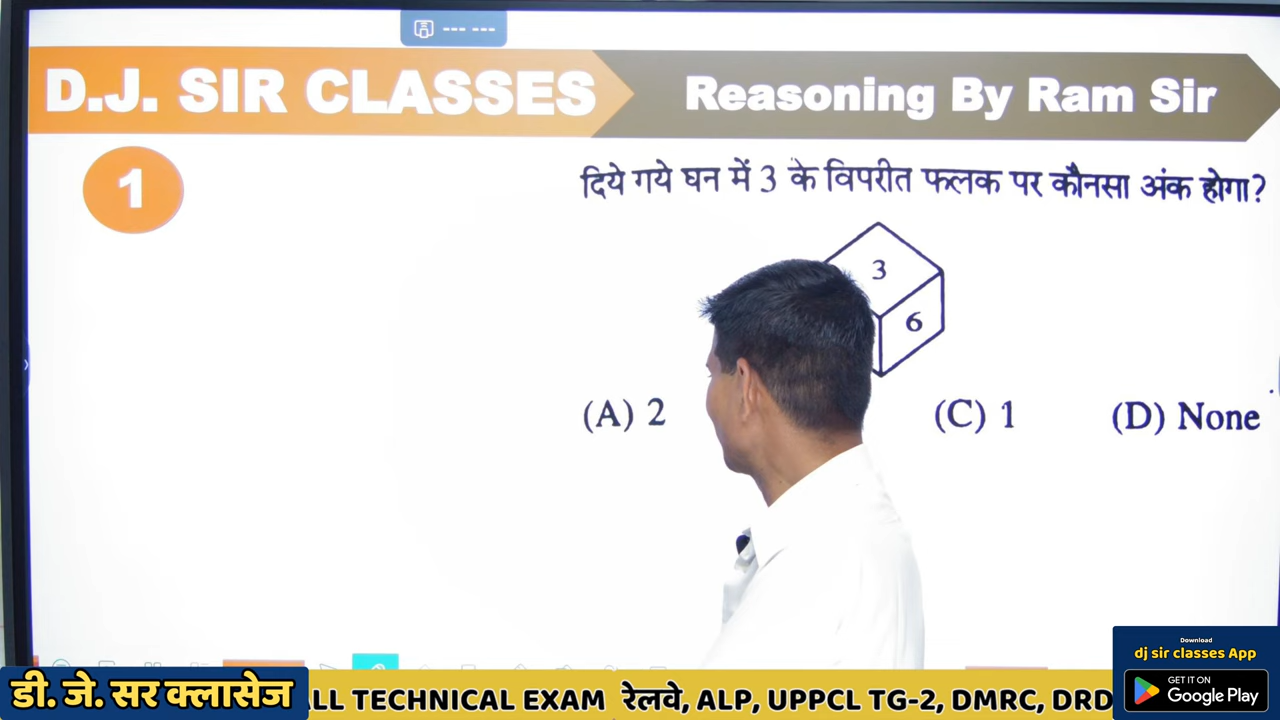 --- ---
D.J. SIR CLASSES
Reasoning By Ram Sir
1
दिये गये घन में 3 के विपरीत फलक पर कौनसा अंक होगा?
3
6
(A) 2
(C) 1
(D) None
डी. जे. सर क्लासेज
LL TECHNICAL EXAM रेलवे, ALP, UPPCL TG-2, DMRC, DRD
Download
dj sir classes App
GET IT ON
Google Play